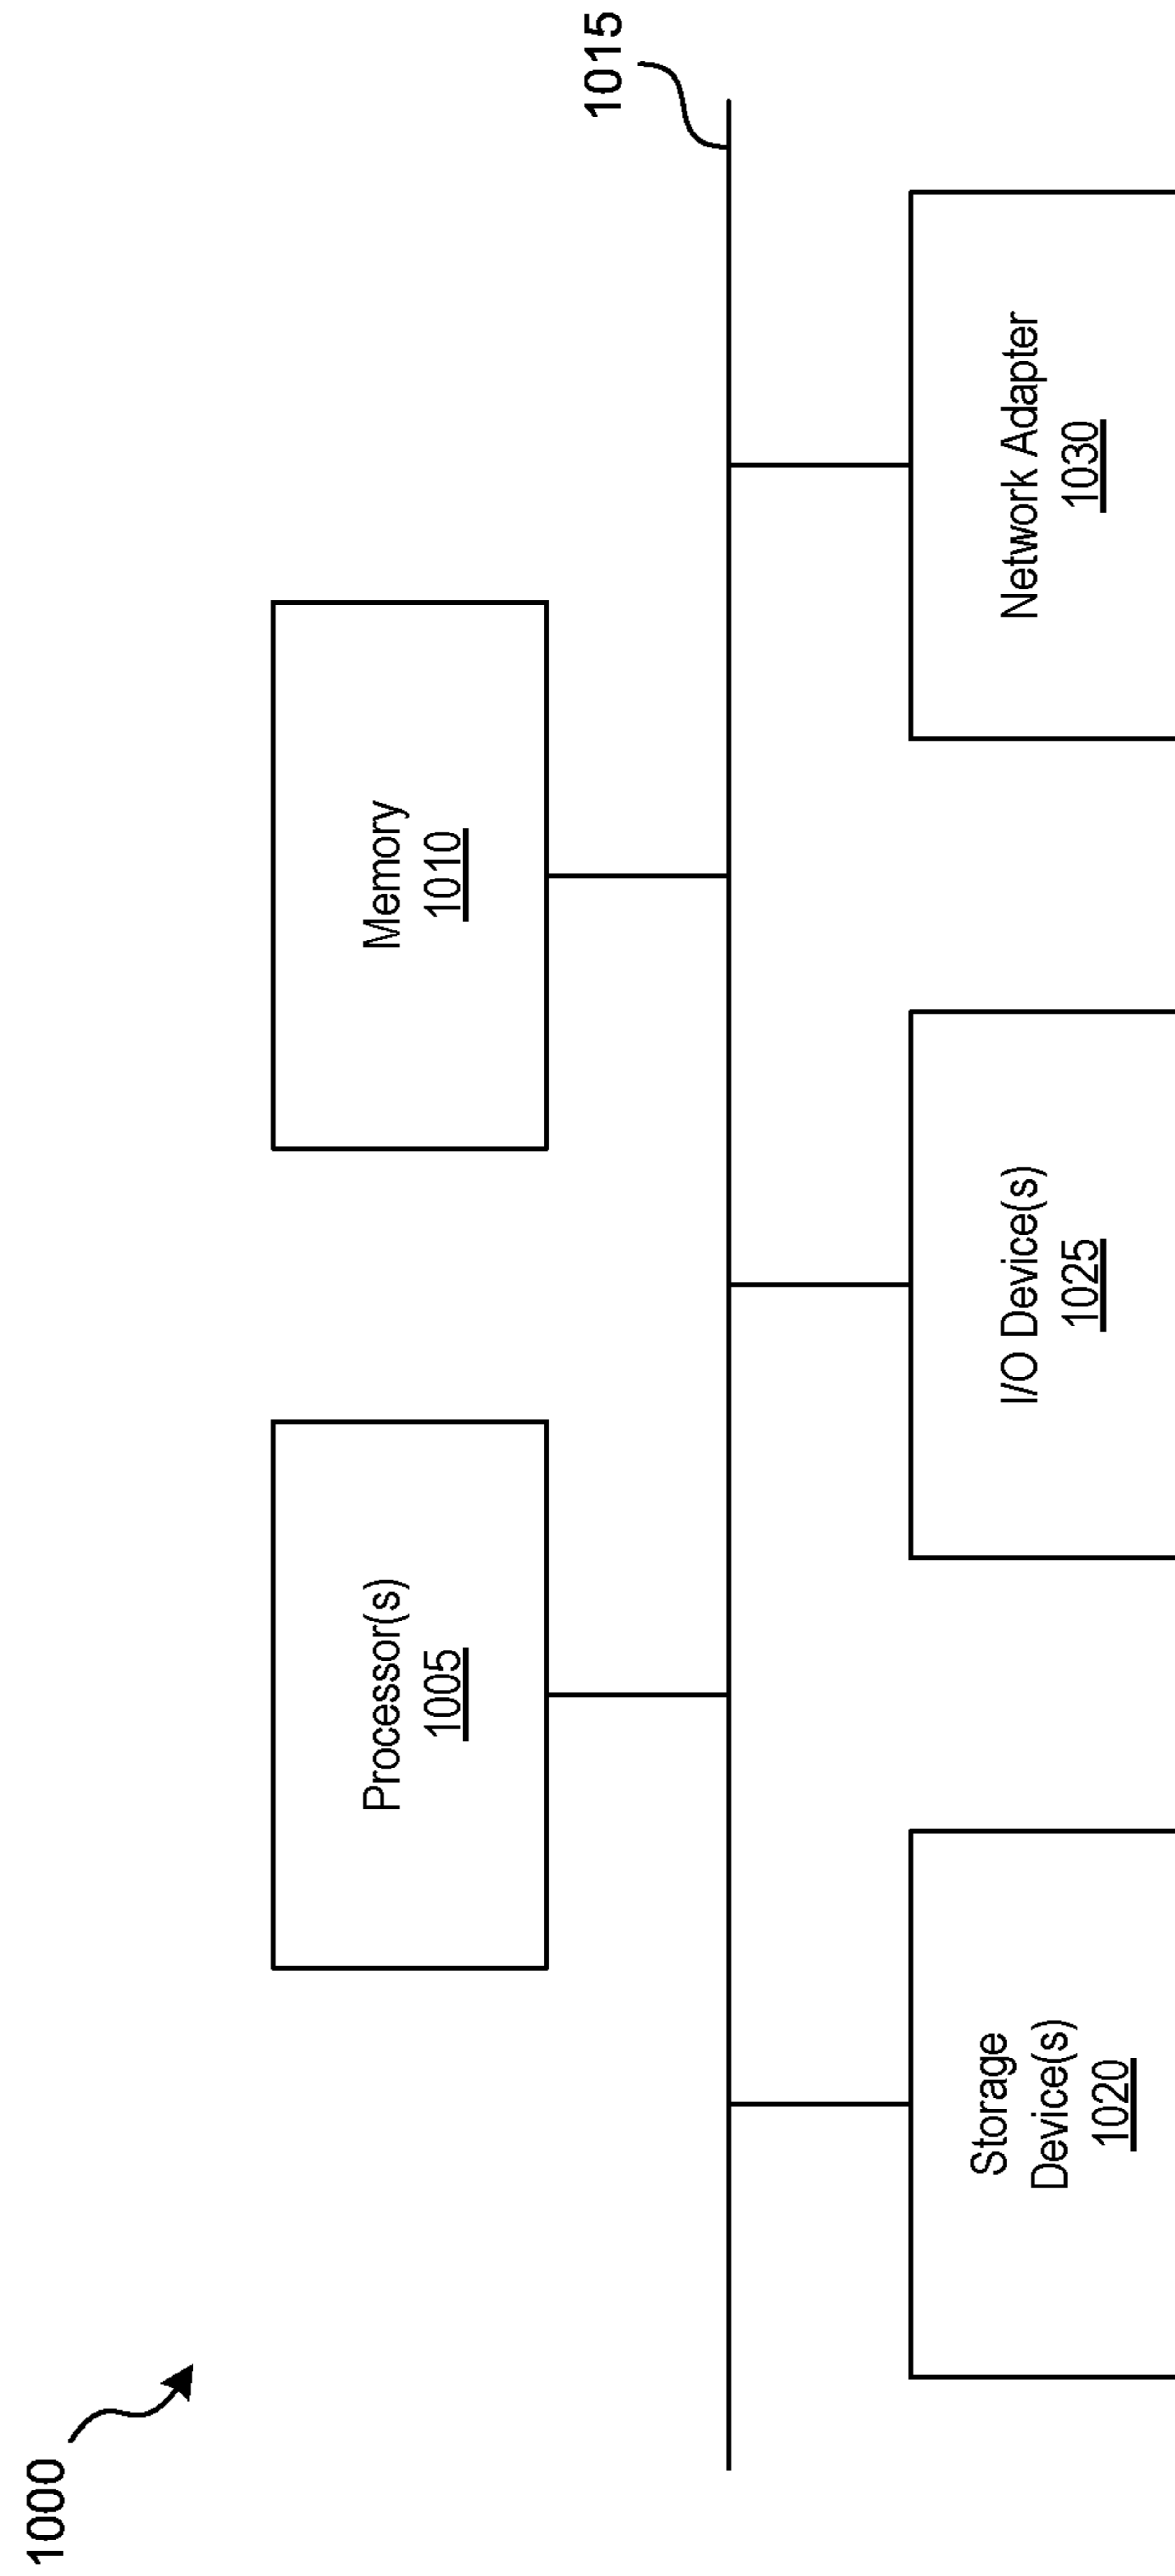 1000
Processor(s)
1005
Memory
1010
1015
Storage
Device(s)
1020
I/O Device(s)
1025
Network Adapter
1030